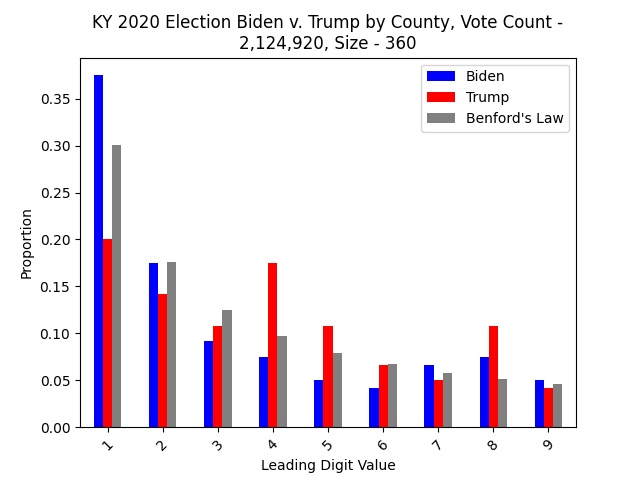 KY 2020 Election Biden v. Trump by County, Vote Count -
2,124,920, Size - 360
Biden
Trump
Benford's Law
Proportion
0.35
0.30
0.25
0.20
0.15
0.10
0.05
0.00
1 2 3 4 5 6 7 8 9
Leading Digit Value